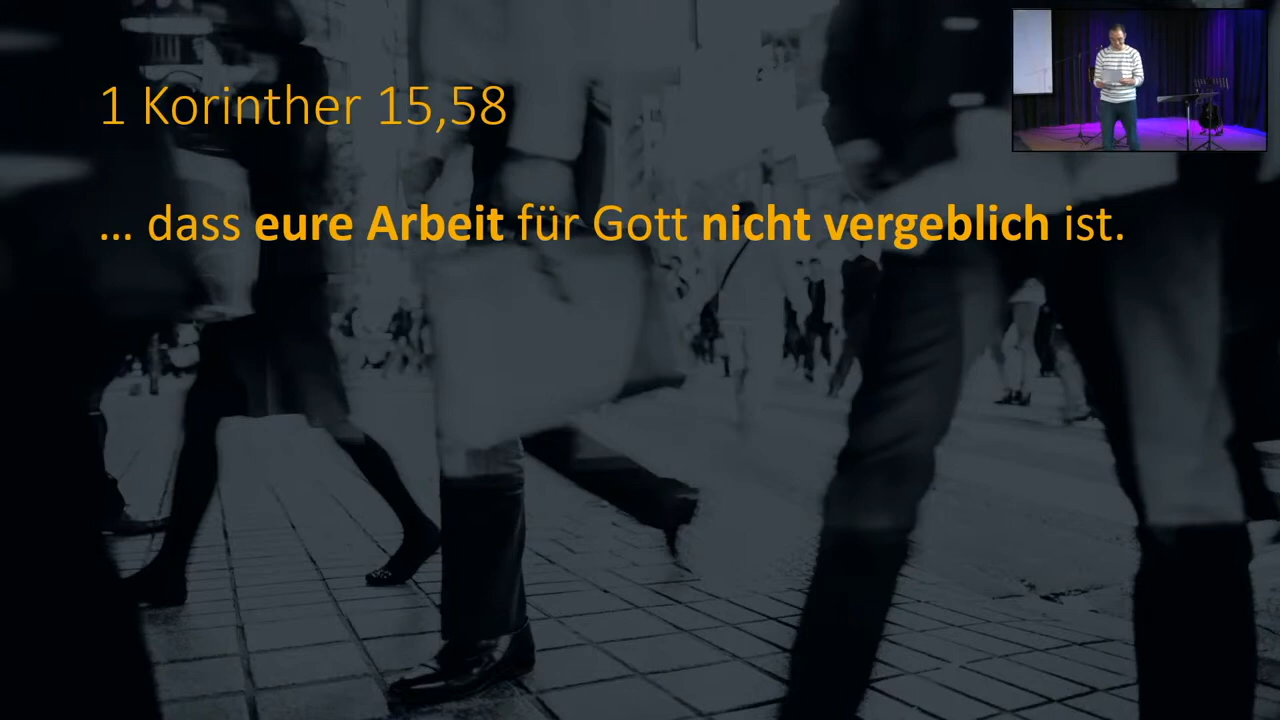 1 Korinther 15,58
… dass eure Arbeit für Gott nicht vergeblich ist.